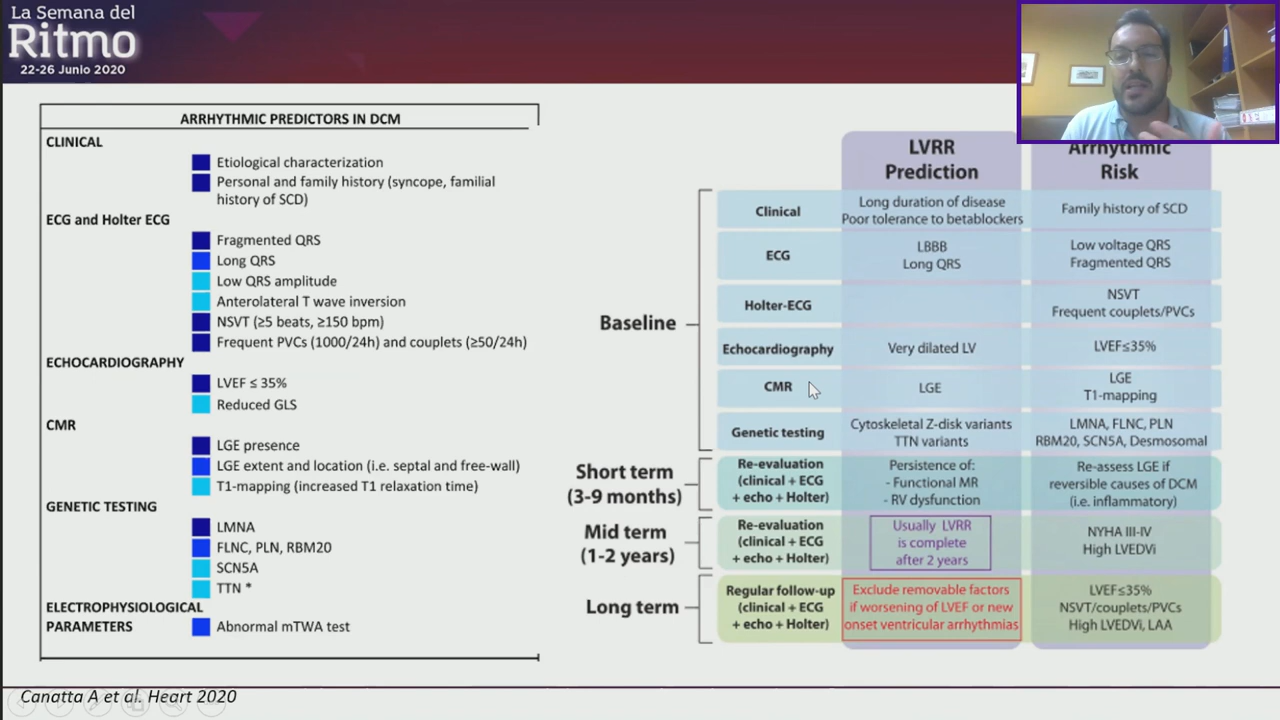 La Semana del
Ritmo
22-26 Junio 2020
ARRHYTHMIC PREDICTORS IN DCM
CLINICAL
Etiological characterization
Personal and family history (syncope, familial
history of SCD)
ECG and Holter ECG
Fragmented QRS
Long QRS
Low QRS amplitude
Anterolateral T wave inversion
NSVT (≥5 beats, ≥150 bpm)
Frequent PVCs (1000/24h) and couplets (≥50/24h)
ECHOCARDIOGRAPHY
LVEF ≤ 35%
Reduced GLS
CMR
LGE presence
LGE extent and location (i.e. septal and free-wall)
T1-mapping (increased T1 relaxation time)
GENETIC TESTING
LMNA
FLNC, PLN, RBM20
SCN5A
TTN *
ELECTROPHYSIOLOGICAL
PARAMETERS
Abnormal mTWA test
LVRR
Prediction
Arrhythmic
Risk
Baseline
Clinical
Long duration of disease
Poor tolerance to betablockers
Family history of SCD
ECG
LBBB
Long QRS
Low voltage QRS
Fragmented QRS
Holter-ECG
NSVT
Frequent couplets/PVCs
Echocardiography
Very dilated LV
LVEF≤35%
CMR
LGE
LGE
T1-mapping
Genetic testing
Cytoskeletal Z-disk variants
TTN variants
LMNA, FLNC, PLN
RBM20, SCN5A, Desmosomal
Short term
(3-9 months)
Re-evaluation
(clinical + ECG
+ echo + Holter)
Persistence of:
- Functional MR
- RV dysfunction
Re-assess LGE if
reversible causes of DCM
(i.e. inflammatory)
Mid term
(1-2 years)
Re-evaluation
(clinical + ECG
+ echo + Holter)
Usually LVRR
is complete
after 2 years
NYHA III-IV
High LVEDVi
Long term
Regular follow-up
(clinical + ECG
+ echo + Holter)
Exclude removable factors
if worsening of LVEF or new
onset ventricular arrhythmias
LVEF≤35%
NSVT/couplets/PVCs
High LVEDVi, LAA
Canatta A et al. Heart 2020